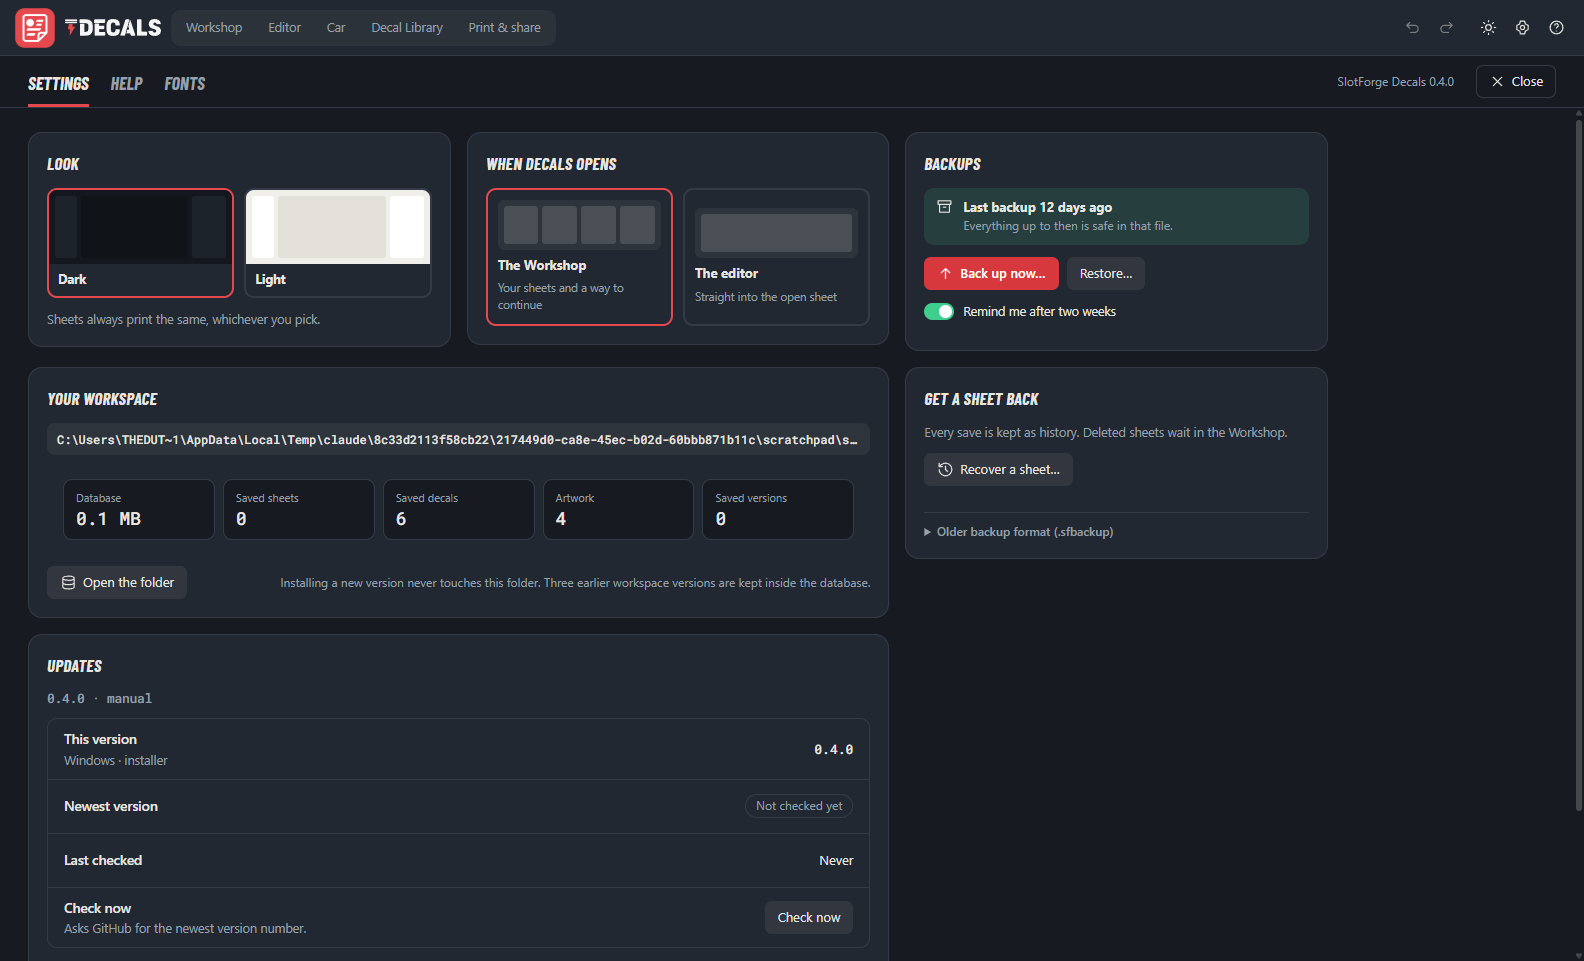 DECALS
Workshop
Editor
Car
Decal Library
Print & share
SETTINGS
HELP
FONTS
SlotForge Decals 0.4.0
Close
LOOK
Dark
Light
Sheets always print the same, whichever you pick.
WHEN DECALS OPENS
The Workshop
Your sheets and a way to
continue
The editor
Straight into the open sheet
BACKUPS
Last backup 12 days ago
Everything up to then is safe in that file.
Back up now...
Restore...
Remind me after two weeks
YOUR WORKSPACE
C:\Users\THEDUT~1\AppData\Local\Temp\claude\8c33d2113f58cb22\217449d0-ca8e-45ec-b02d-60bbb871b11c\scratchpad\s…
Database
0.1 MB
Saved sheets
0
Saved decals
6
Artwork
4
Saved versions
0
Open the folder
Installing a new version never touches this folder. Three earlier workspace versions are kept inside the database.
GET A SHEET BACK
Every save is kept as history. Deleted sheets wait in the Workshop.
Recover a sheet...
Older backup format (.sfbackup)
UPDATES
0.4.0 · manual
This version
Windows · installer
0.4.0
Newest version
Not checked yet
Last checked
Never
Check now
Asks GitHub for the newest version number.
Check now